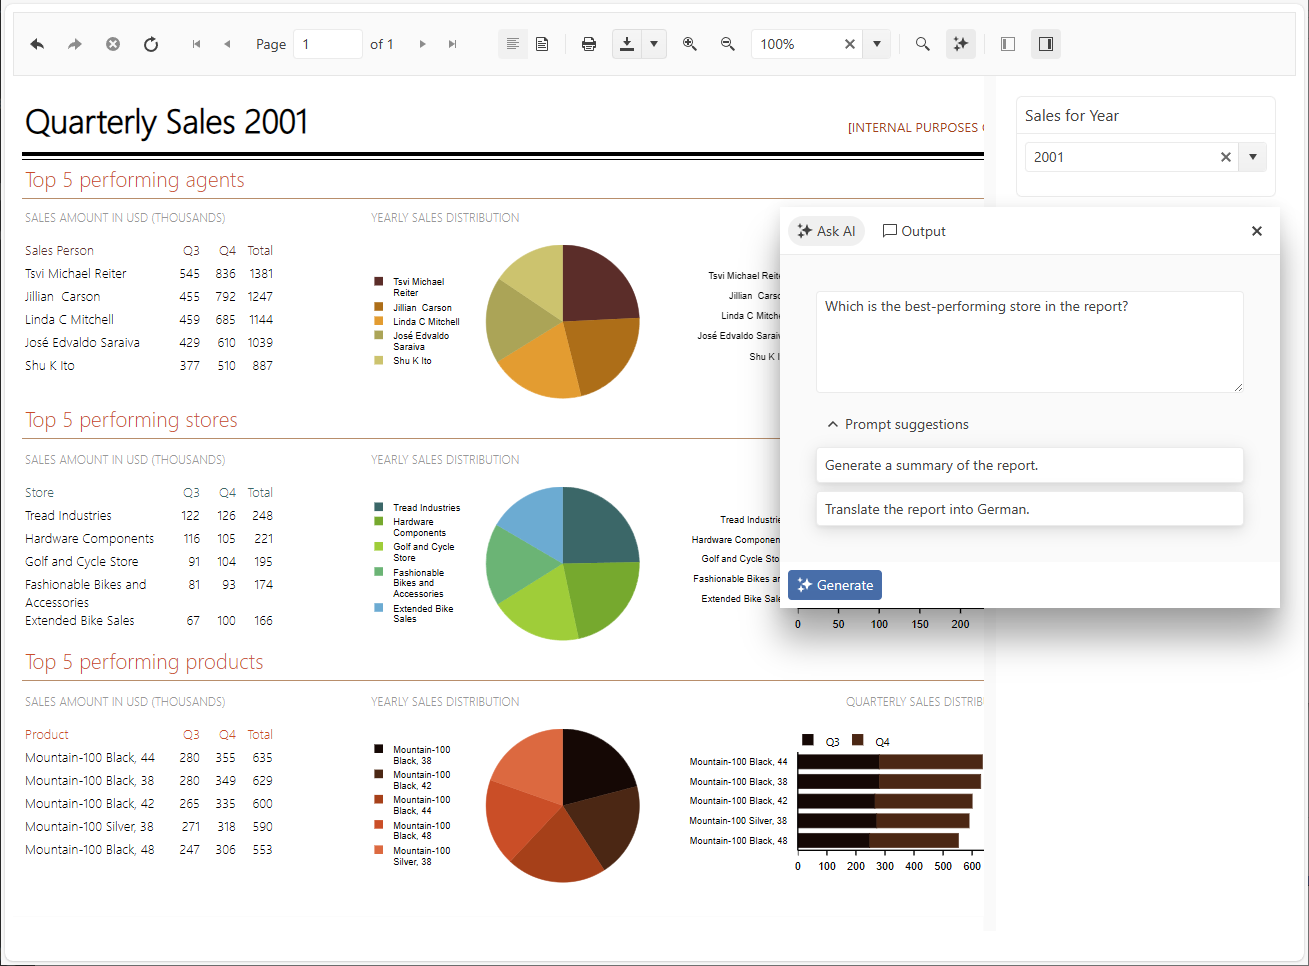 Page 1 of 1
100%
Quarterly Sales 2001
[INTERNAL PURPOSES
Sales for Year
2001
Top 5 performing agents
SALES AMOUNT IN USD (THOUSANDS)
YEARLY SALES DISTRIBUTION
Sales Person Q3 Q4 Total
Tsvi Michael Reiter 545 836 1381
Jillian Carson 455 792 1247
Linda C Mitchell 459 685 1144
José Edvaldo Saraiva 429 610 1039
Shu K Ito 377 510 887
Tsvi Michael
Reiter
Jillian Carson
Linda C Mitchell
José Edvaldo
Saraiva
Shu K Ito
Tsvi Michael Reite
Jillian Carso
Linda C Mitche
José Edvaldo Saraiv
Shu K I
Ask AI
Output
Which is the best-performing store in the report?
Prompt suggestions
Generate a summary of the report.
Translate the report into German.
Generate
Top 5 performing stores
SALES AMOUNT IN USD (THOUSANDS)
YEARLY SALES DISTRIBUTION
Store Q3 Q4 Total
Tread Industries 122 126 248
Hardware Components 116 105 221
Golf and Cycle Store 91 104 195
Fashionable Bikes and 81 93 174
Accessories
Extended Bike Sales 67 100 166
Tread Industries
Hardware
Components
Golf and Cycle
Store
Fashionable
Bikes and
Accessories
Extended Bike
Sales
Tread Industrie
Hardware Componen
Golf and Cycle Sto
Fashionable Bikes ar
Extended Bike Sale
0 50 100 150 200
Top 5 performing products
SALES AMOUNT IN USD (THOUSANDS)
YEARLY SALES DISTRIBUTION
QUARTERLY SALES DISTRIB
Product Q3 Q4 Total
Mountain-100 Black, 44 280 355 635
Mountain-100 Black, 38 280 349 629
Mountain-100 Black, 42 265 335 600
Mountain-100 Silver, 38 271 318 590
Mountain-100 Black, 48 247 306 553
Mountain-100
Black, 38
Mountain-100
Black, 42
Mountain-100
Black, 44
Mountain-100
Black, 48
Mountain-100
Silver, 38
Q3 Q4
Mountain-100 Black, 44
Mountain-100 Black, 38
Mountain-100 Black, 42
Mountain-100 Silver, 38
Mountain-100 Black, 48
0 100 200 300 400 500 600